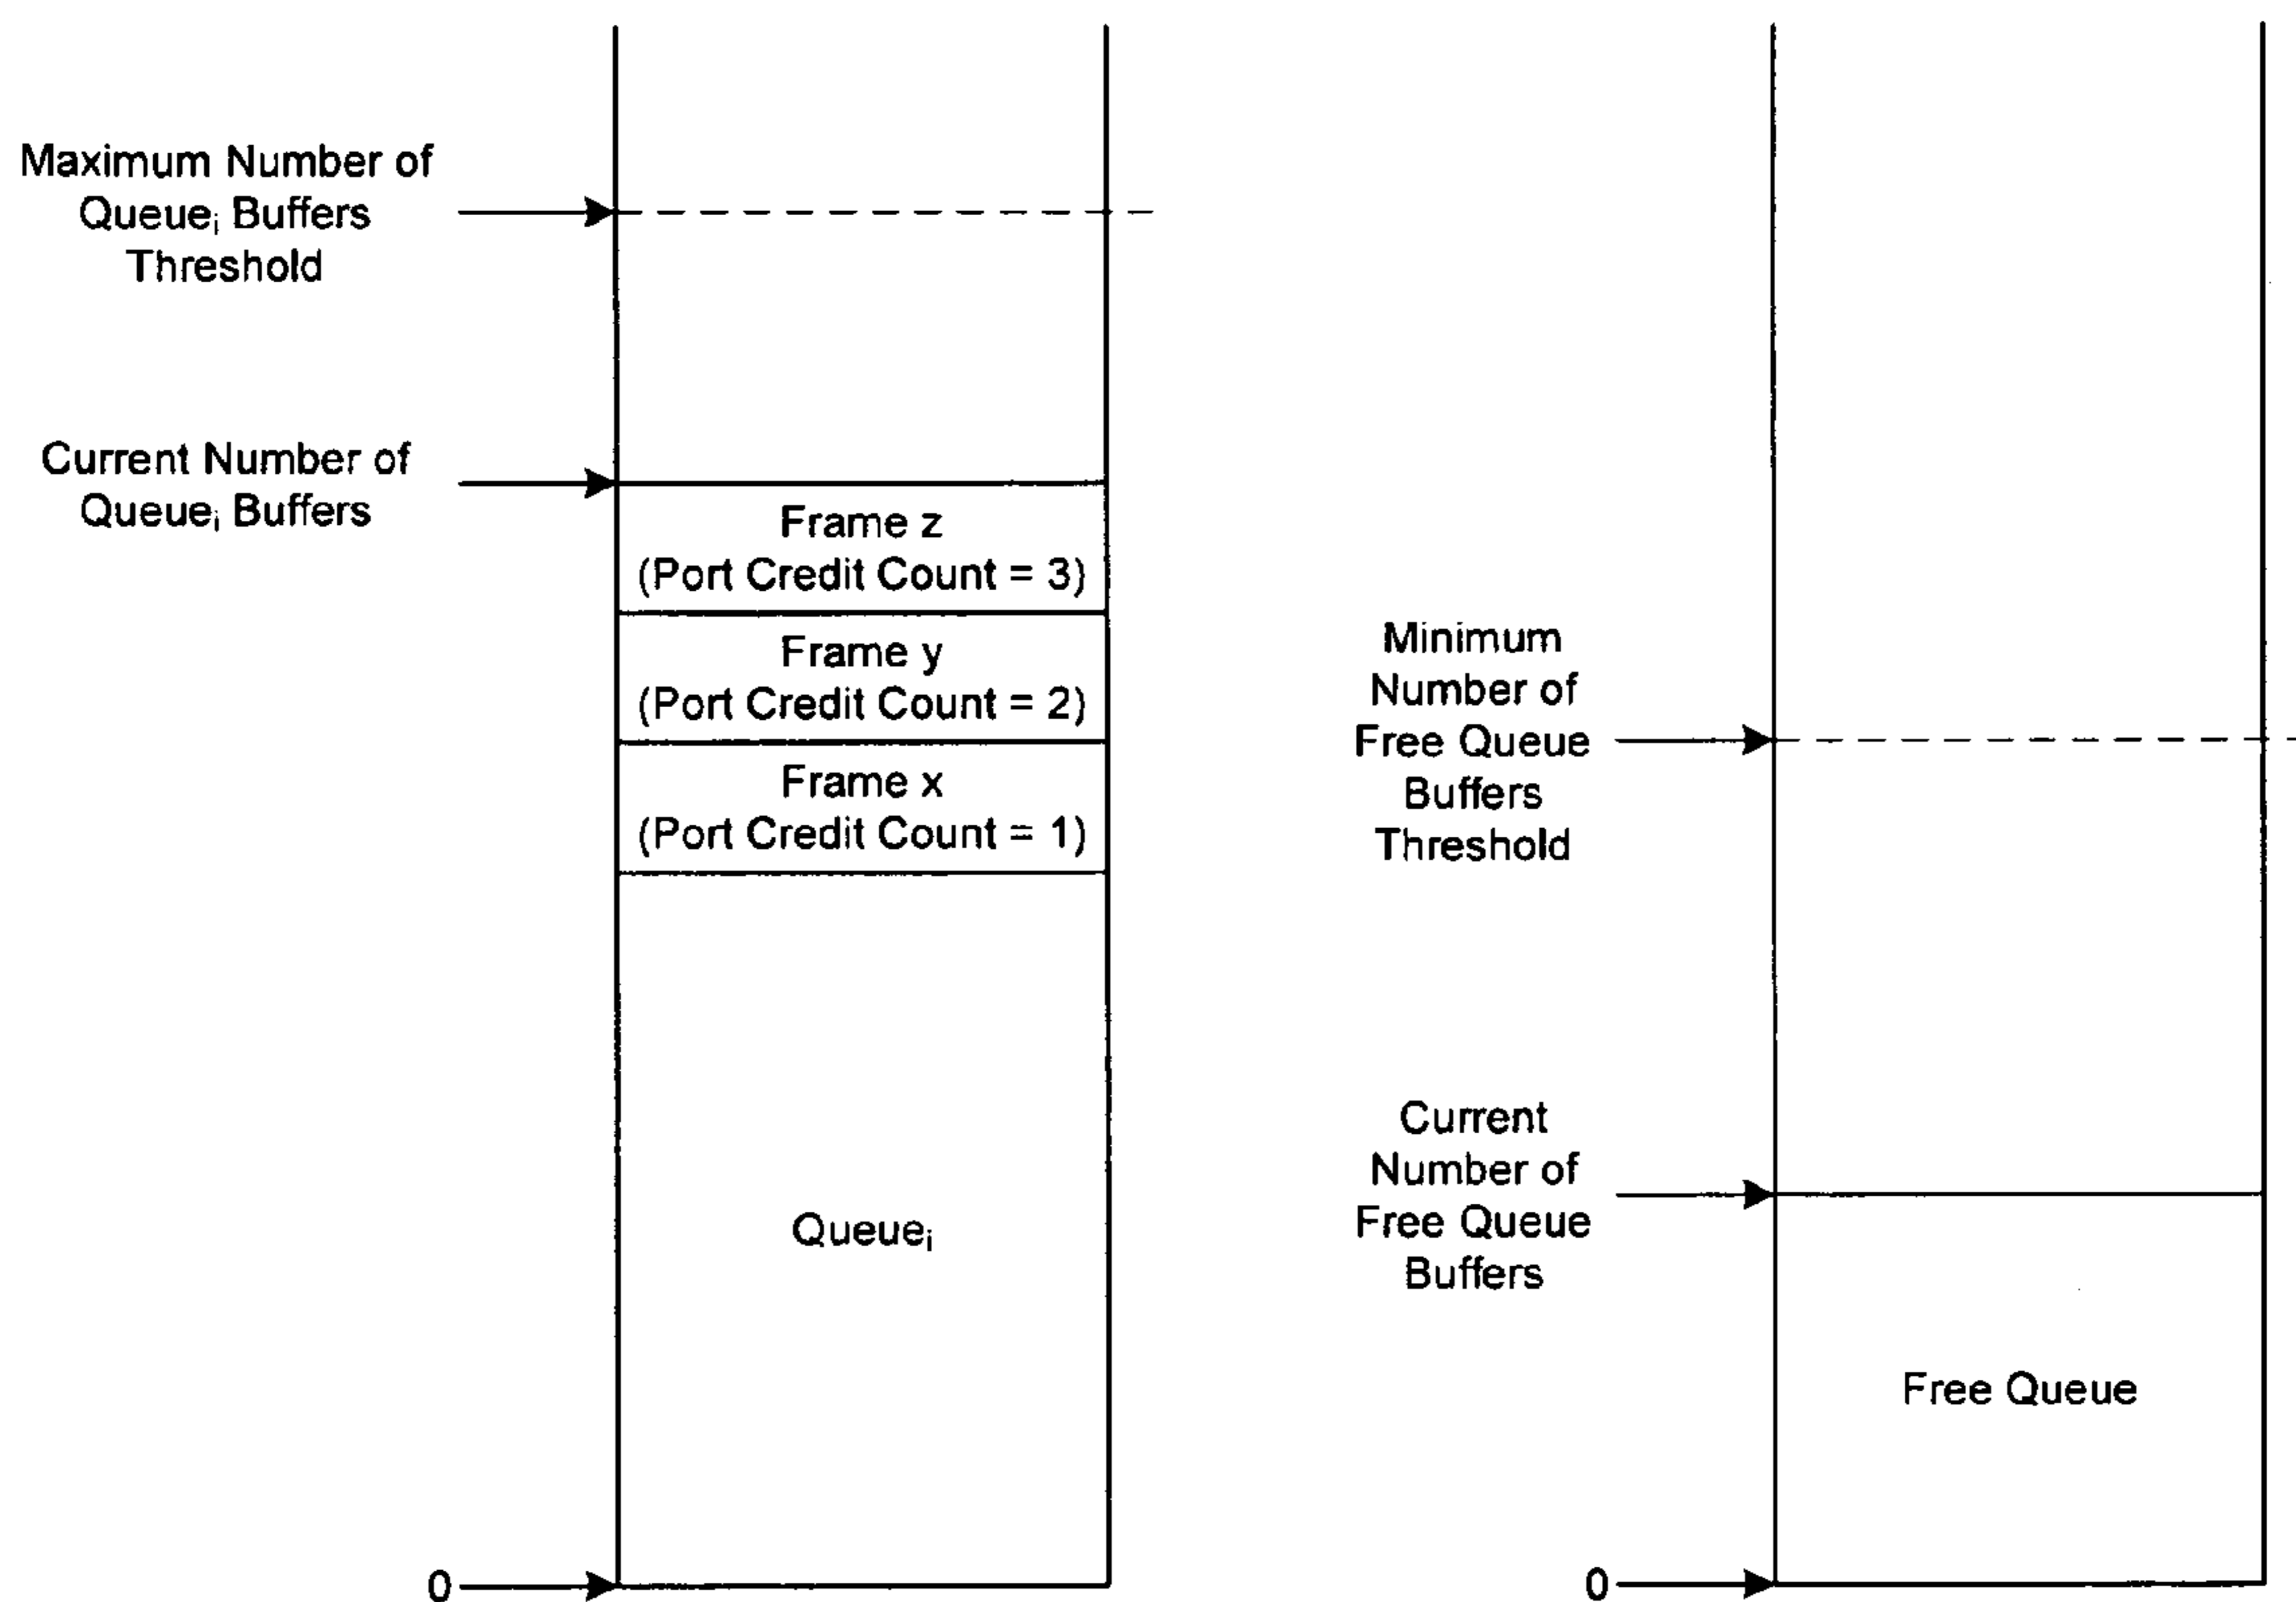 Maximum Number of
Queueᵢ Buffers
Threshold
Current Number of
Queueᵢ Buffers
Frame z
(Port Credit Count = 3)
Frame y
(Port Credit Count = 2)
Frame x
(Port Credit Count = 1)
Queueᵢ
0
Minimum
Number of
Free Queue
Buffers
Threshold
Current
Number of
Free Queue
Buffers
Free Queue
0